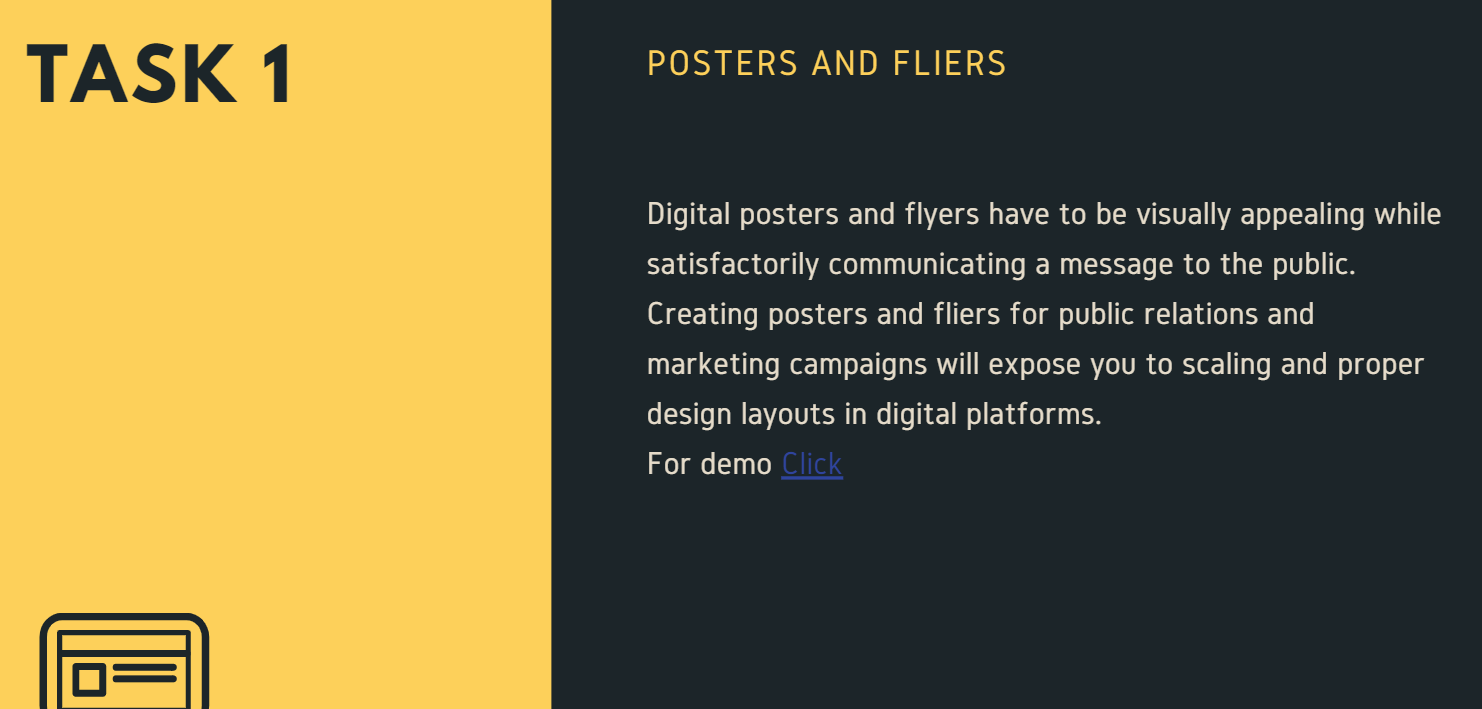 TASK 1
POSTERS AND FLIERS
Digital posters and flyers have to be visually appealing while
satisfactorily communicating a message to the public.
Creating posters and fliers for public relations and
marketing campaigns will expose you to scaling and proper
design layouts in digital platforms.
For demo Click